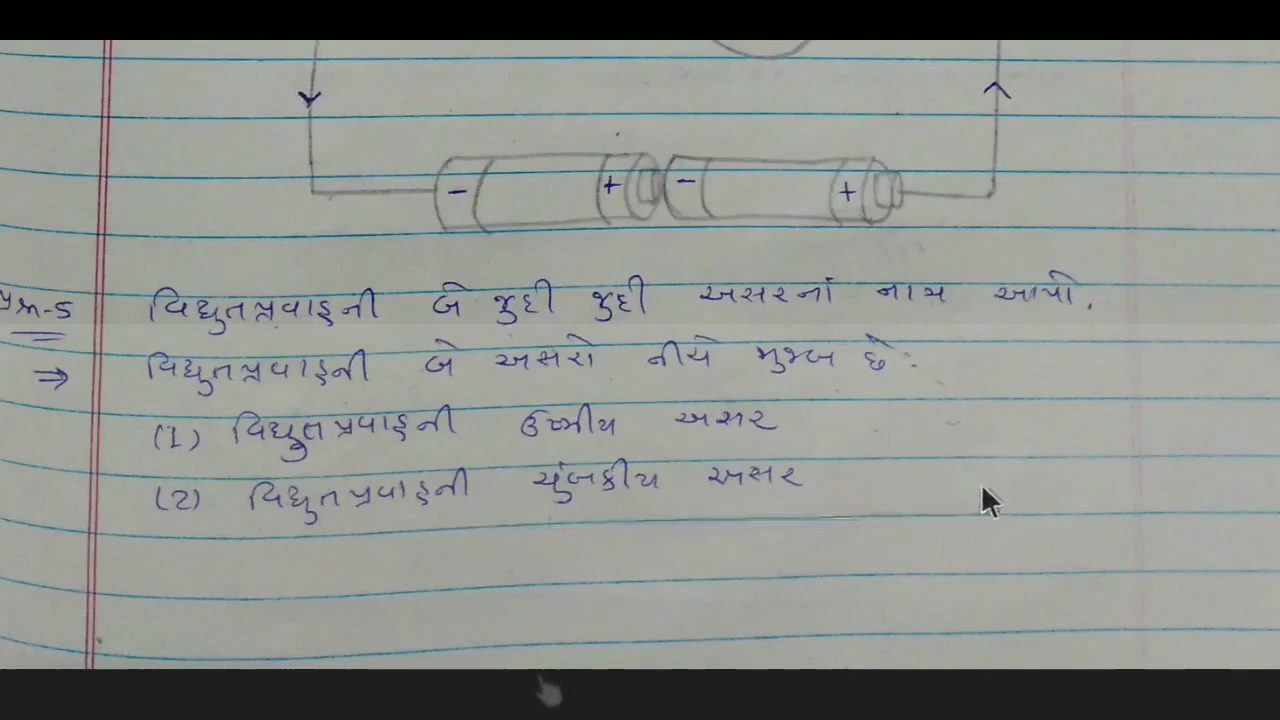 - + - +
પ્રશ્ન-5 વિદ્યુતપ્રવાહની બે જુદી જુદી અસરનાં નામ આપો.
⇒ વિદ્યુતપ્રવાહની બે અસરો નીચે મુજબ છે:
(1) વિદ્યુતપ્રવાહની ઉષ્મીય અસર
(2) વિદ્યુતપ્રવાહની ચુંબકીય અસર